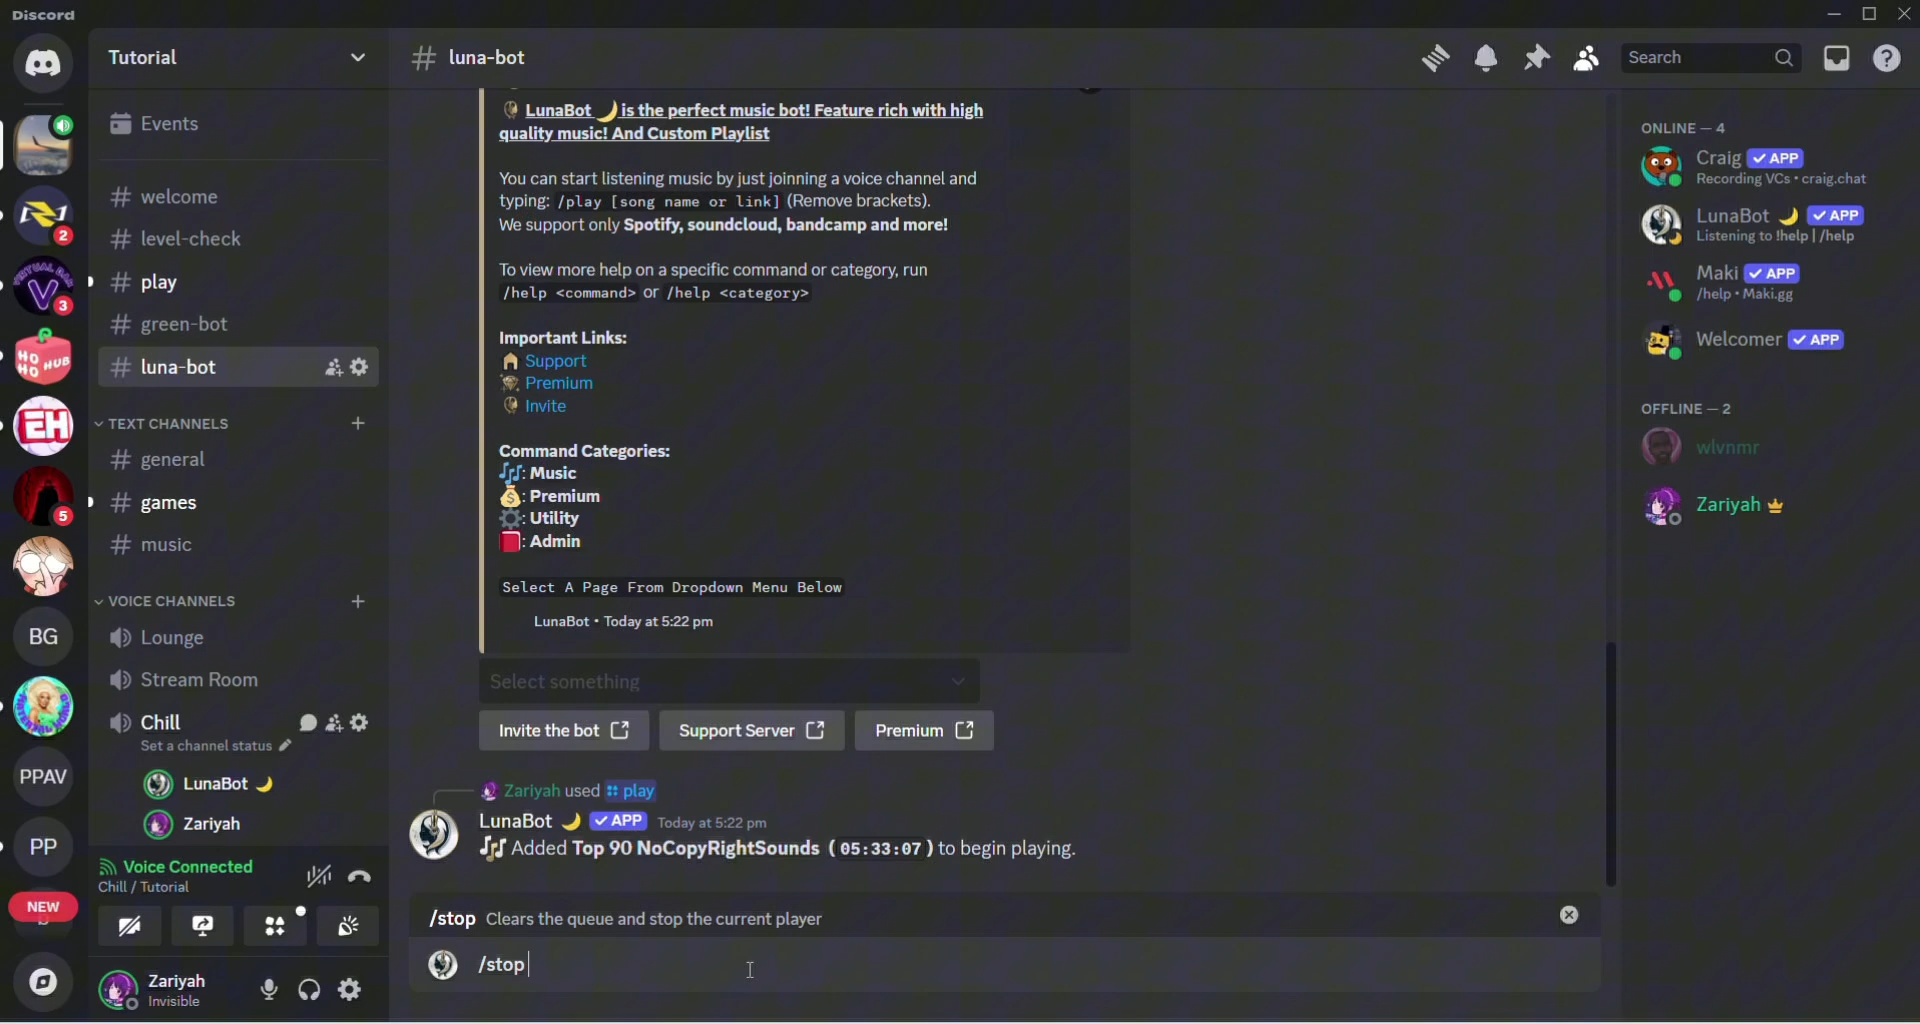 Discord
Tutorial
# luna-bot
Search
Events
# welcome
# level-check
# play
# green-bot
# luna-bot
TEXT CHANNELS
# general
# games
# music
VOICE CHANNELS
Lounge
Stream Room
Chill
Set a channel status
LunaBot 🌙
Zariyah
Voice Connected
Chill / Tutorial
Zariyah
Invisible
2
VIRTUAL
V
3
HO
HO HUB
EH
5
BG
PPAV
PP
NEW
LunaBot 🌙 is the perfect music bot! Feature rich with high
quality music! And Custom Playlist
You can start listening music by just joinning a voice channel and
typing: /play [song name or link] (Remove brackets).
We support only Spotify, soundcloud, bandcamp and more!
To view more help on a specific command or category, run
/help <command> or /help <category>
Important Links:
Support
Premium
Invite
Command Categories:
🎶: Music
💰: Premium
⚙️: Utility
📕: Admin
Select A Page From Dropdown Menu Below
LunaBot • Today at 5:22 pm
Select something
Invite the bot
Support Server
Premium
Zariyah used play
LunaBot 🌙 ✓ APP Today at 5:22 pm
🎶 Added Top 90 NoCopyRightSounds ( 05:33:07 ) to begin playing.
/stop Clears the queue and stop the current player
/stop
ONLINE — 4
Craig ✓ APP
Recording VCs • craig.chat
LunaBot 🌙 ✓ APP
Listening to !help | /help
Maki ✓ APP
/help • Maki.gg
Welcomer ✓ APP
OFFLINE — 2
wlvnmr
Zariyah